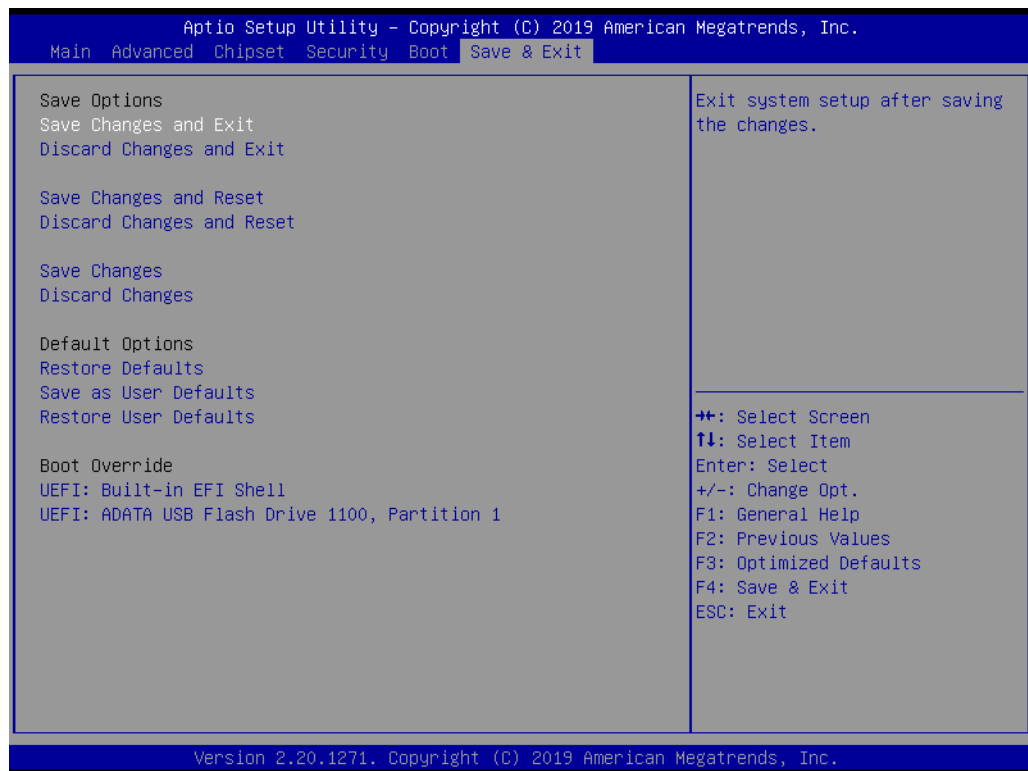 Aptio Setup Utility – Copyright (C) 2019 American Megatrends, Inc.
Main Advanced Chipset Security Boot Save & Exit
Save Options
Save Changes and Exit
Discard Changes and Exit
Save Changes and Reset
Discard Changes and Reset
Save Changes
Discard Changes
Default Options
Restore Defaults
Save as User Defaults
Restore User Defaults
Boot Override
UEFI: Built-in EFI Shell
UEFI: ADATA USB Flash Drive 1100, Partition 1
Exit system setup after saving
the changes.
→←: Select Screen
↑↓: Select Item
Enter: Select
+/-: Change Opt.
F1: General Help
F2: Previous Values
F3: Optimized Defaults
F4: Save & Exit
ESC: Exit
Version 2.20.1271. Copyright (C) 2019 American Megatrends, Inc.